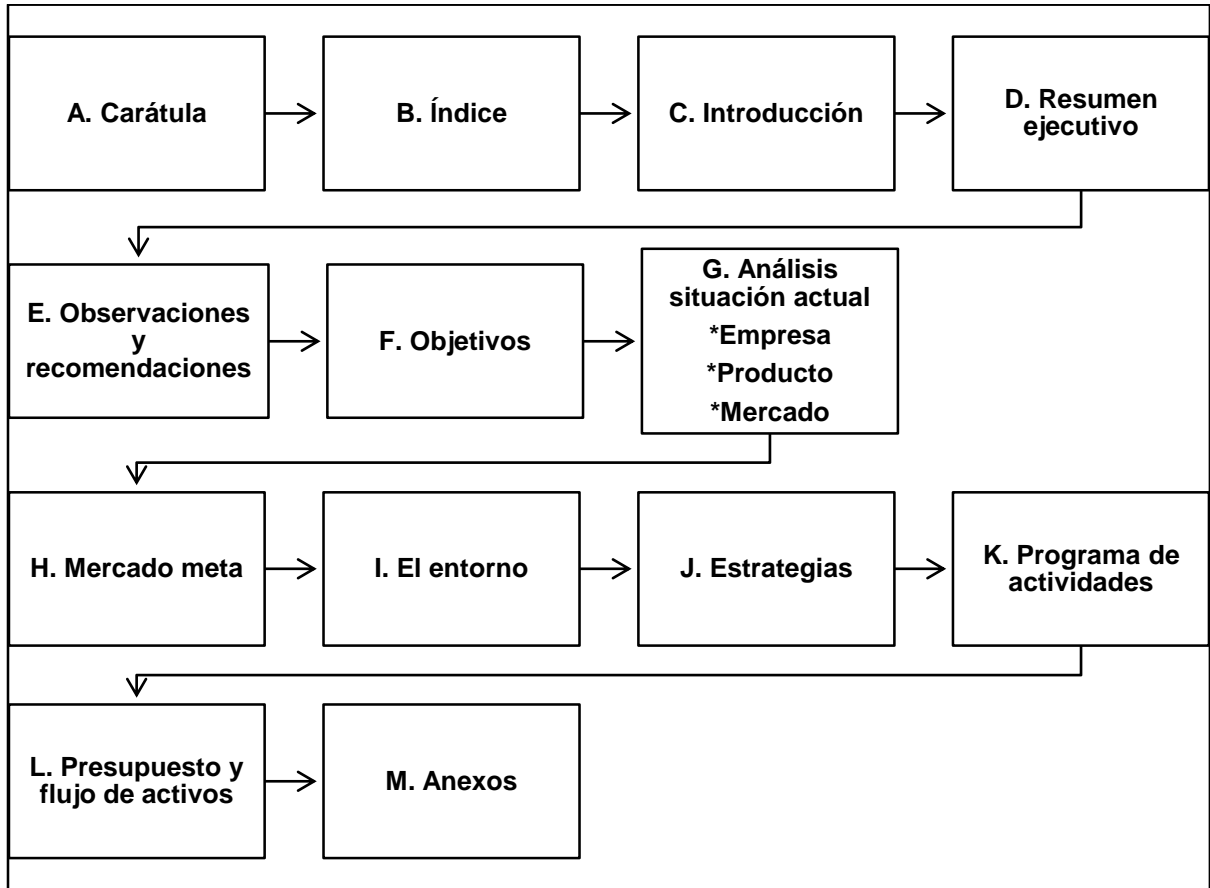 A. Carátula
B. Índice
C. Introducción
D. Resumen
ejecutivo
E. Observaciones
y
recomendaciones
F. Objetivos
G. Análisis
situación actual
*Empresa
*Producto
*Mercado
H. Mercado meta
I. El entorno
J. Estrategias
K. Programa de
actividades
L. Presupuesto y
flujo de activos
M. Anexos